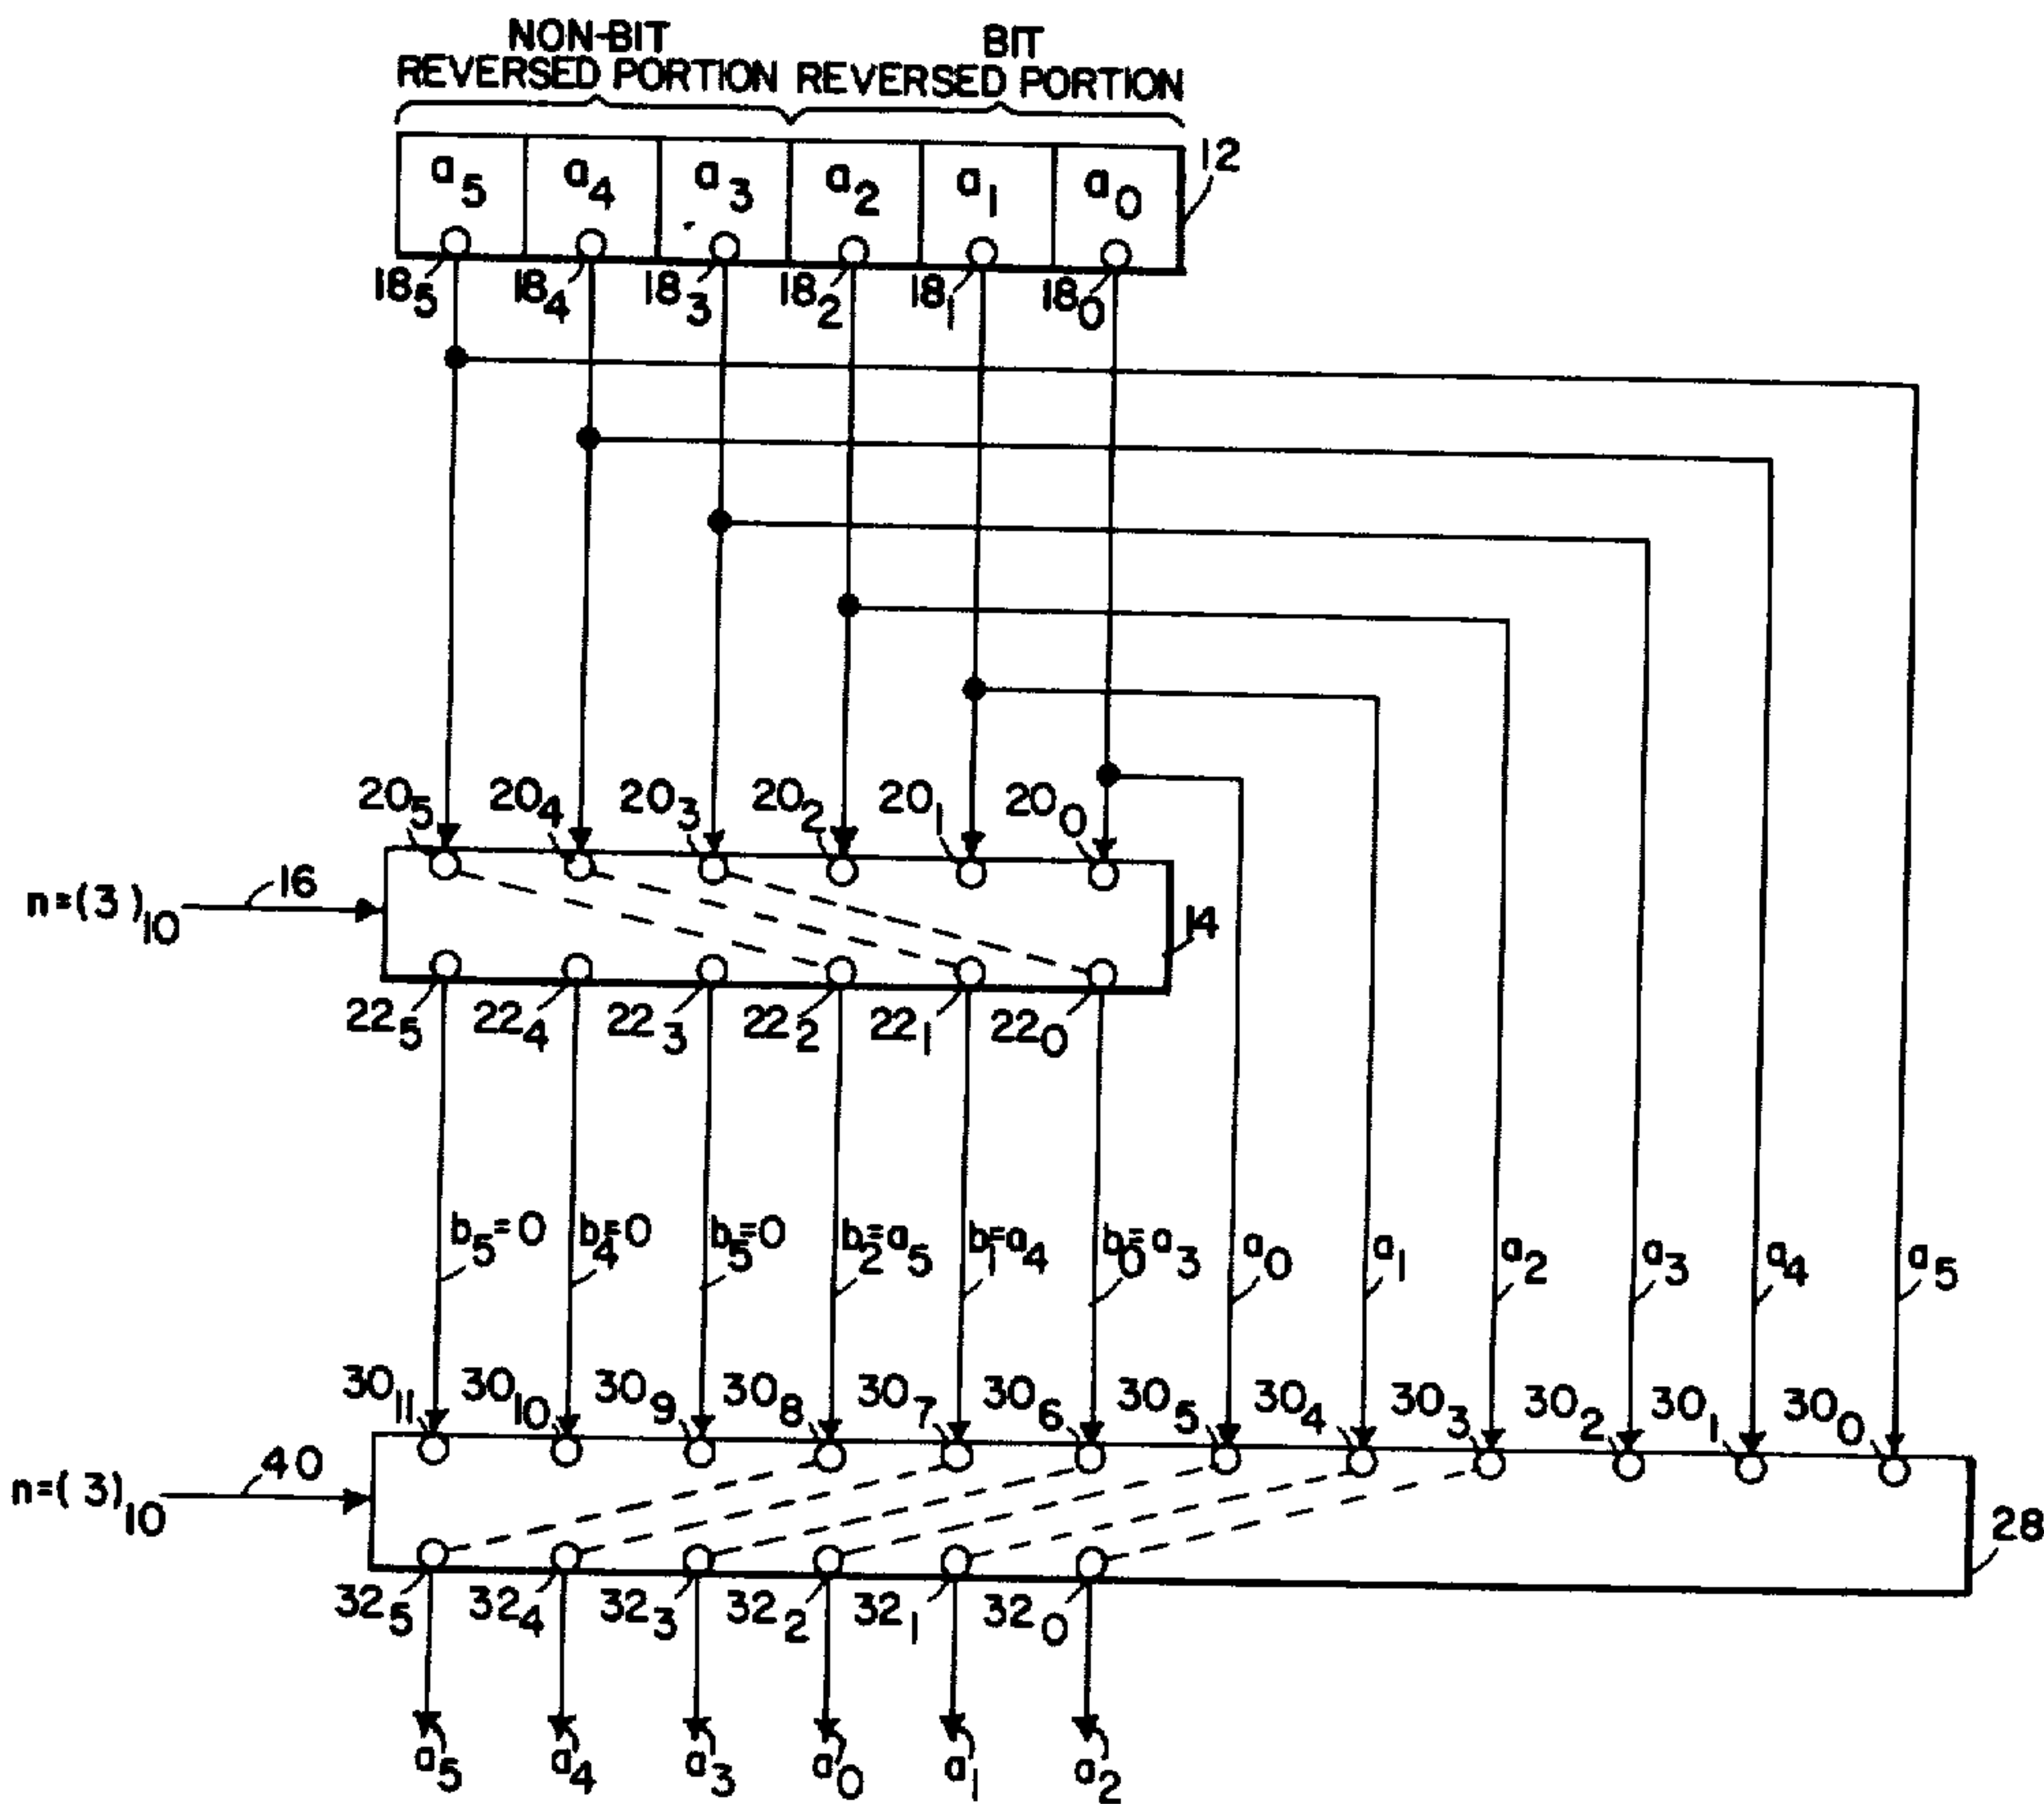 NON-BIT BIT
REVERSED PORTION REVERSED PORTION
a5 a4 a3 a2 a1 a0 12
185 184 183 182 181 180
205 204 203 202 201 200
n=(3)10 16 14
225 224 223 222 221 220
b5=0 b4=0 b5=0 b2=a5 b1=a4 b0=a3 a0 a1 a2 a3 a4 a5
3011 3010 309 308 307 306 305 304 303 302 301 300
n=(3)10 40 28
325 324 323 322 321 320
a5 a4 a3 a0 a1 a2